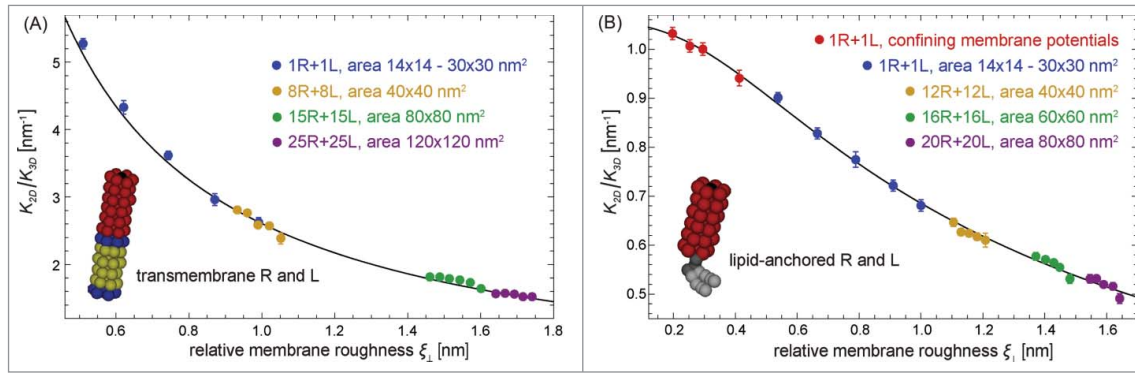 (A)
1R+1L, area 14x14 - 30x30 nm²
8R+8L, area 40x40 nm²
15R+15L, area 80x80 nm²
25R+25L, area 120x120 nm²
K2D/K3D [nm⁻¹]
5
4
3
2
transmembrane R and L
0.6 0.8 1.0 1.2 1.4 1.6 1.8
relative membrane roughness ξ⊥ [nm]
(B)
1R+1L, confining membrane potentials
1R+1L, area 14x14 - 30x30 nm²
12R+12L, area 40x40 nm²
16R+16L, area 60x60 nm²
20R+20L, area 80x80 nm²
K2D/K3D [nm⁻¹]
1.0
0.9
0.8
0.7
0.6
0.5
lipid-anchored R and L
0.2 0.4 0.6 0.8 1.0 1.2 1.4 1.6
relative membrane roughness ξ⊥ [nm]